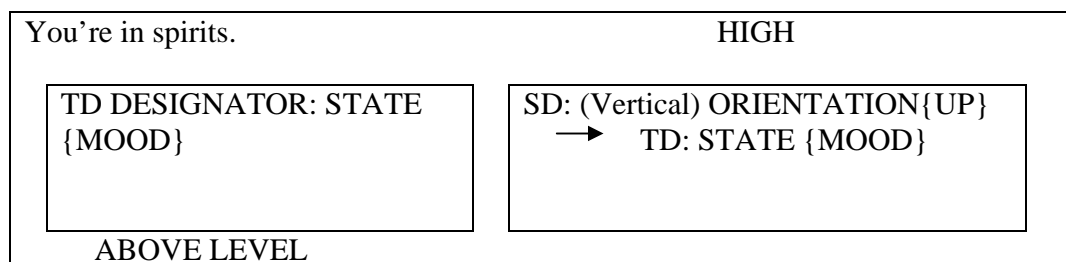 You’re in spirits. HIGH
TD DESIGNATOR: STATE
{MOOD}
SD: (Vertical) ORIENTATION{UP}
→ TD: STATE {MOOD}
ABOVE LEVEL